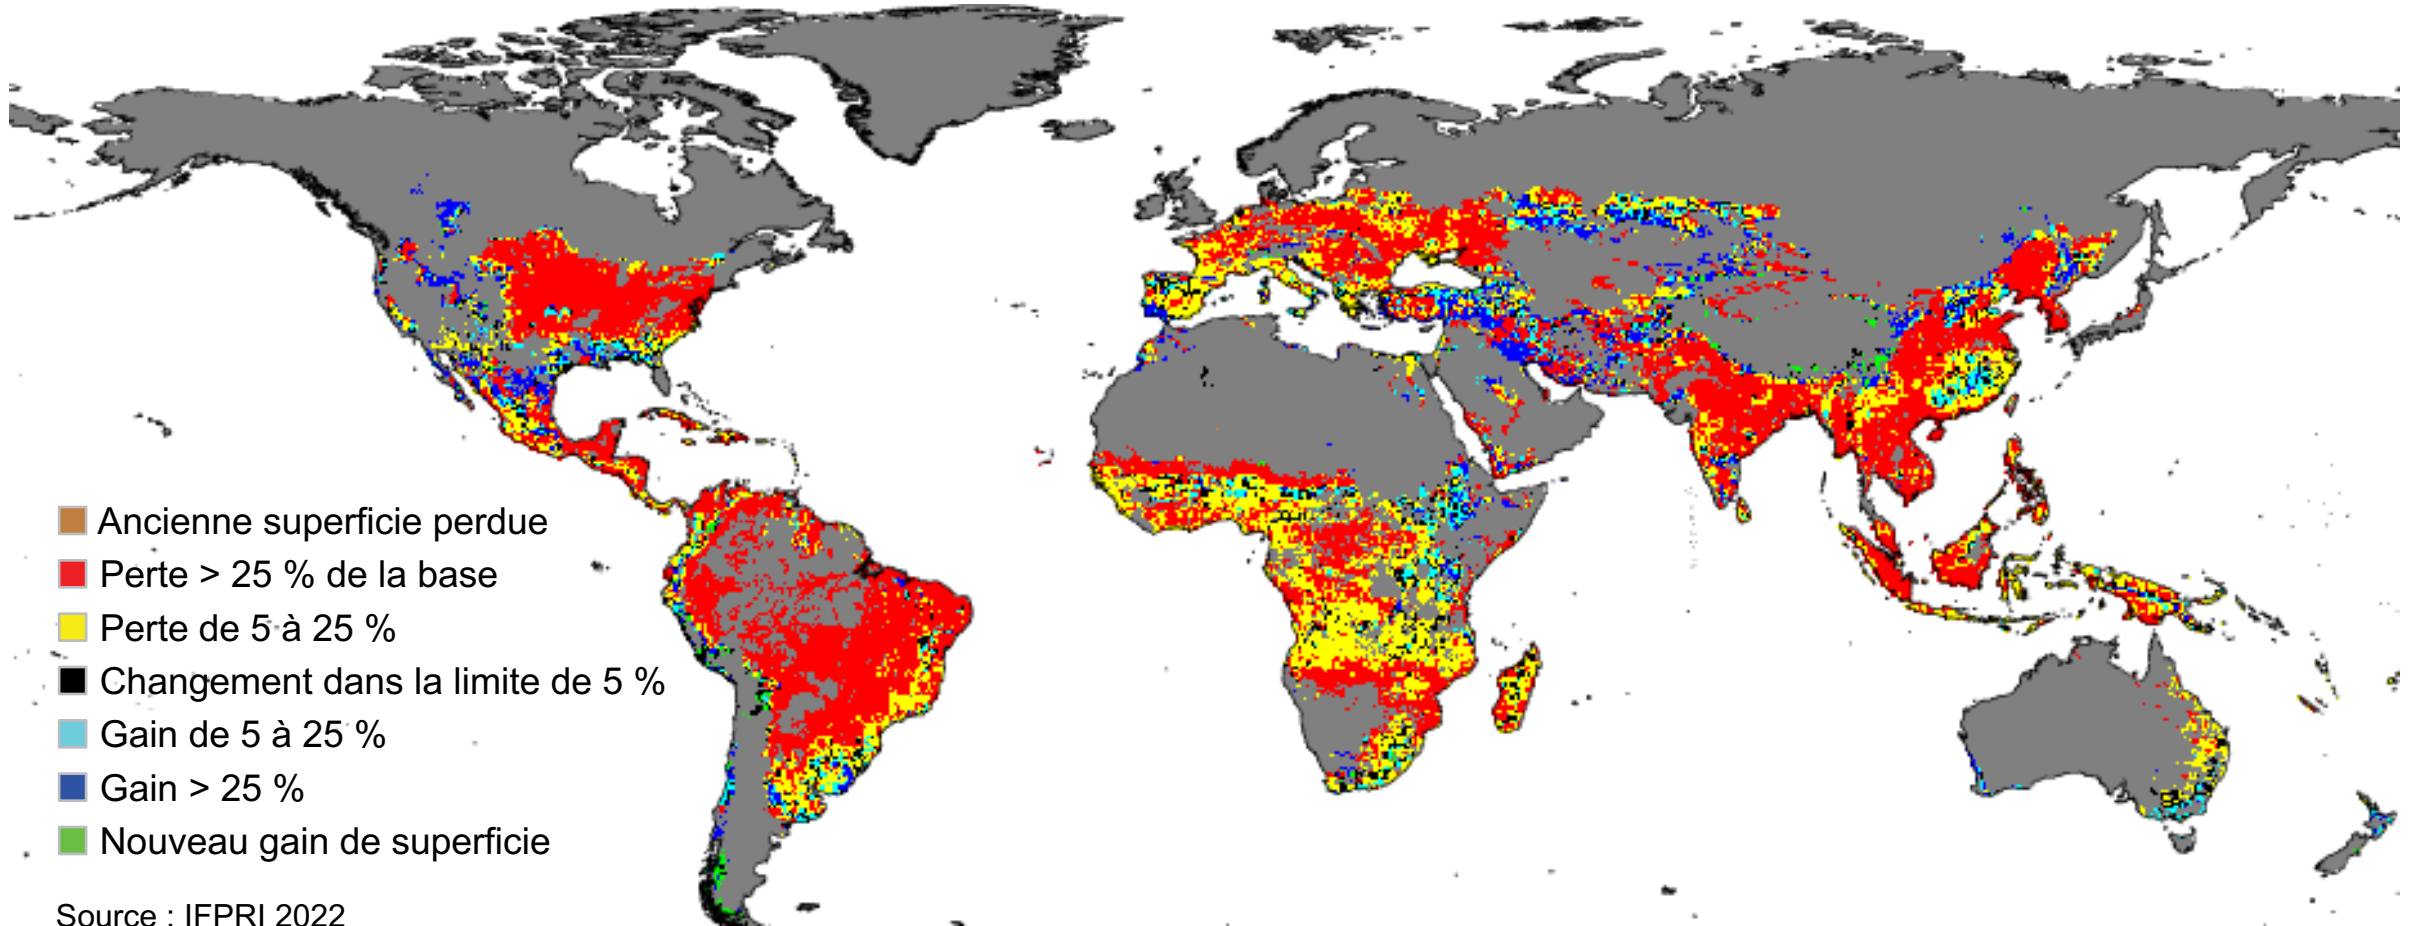 Ancienne superficie perdue
Perte > 25 % de la base
Perte de 5 à 25 %
Changement dans la limite de 5 %
Gain de 5 à 25 %
Gain > 25 %
Nouveau gain de superficie
Source : IFPRI 2022